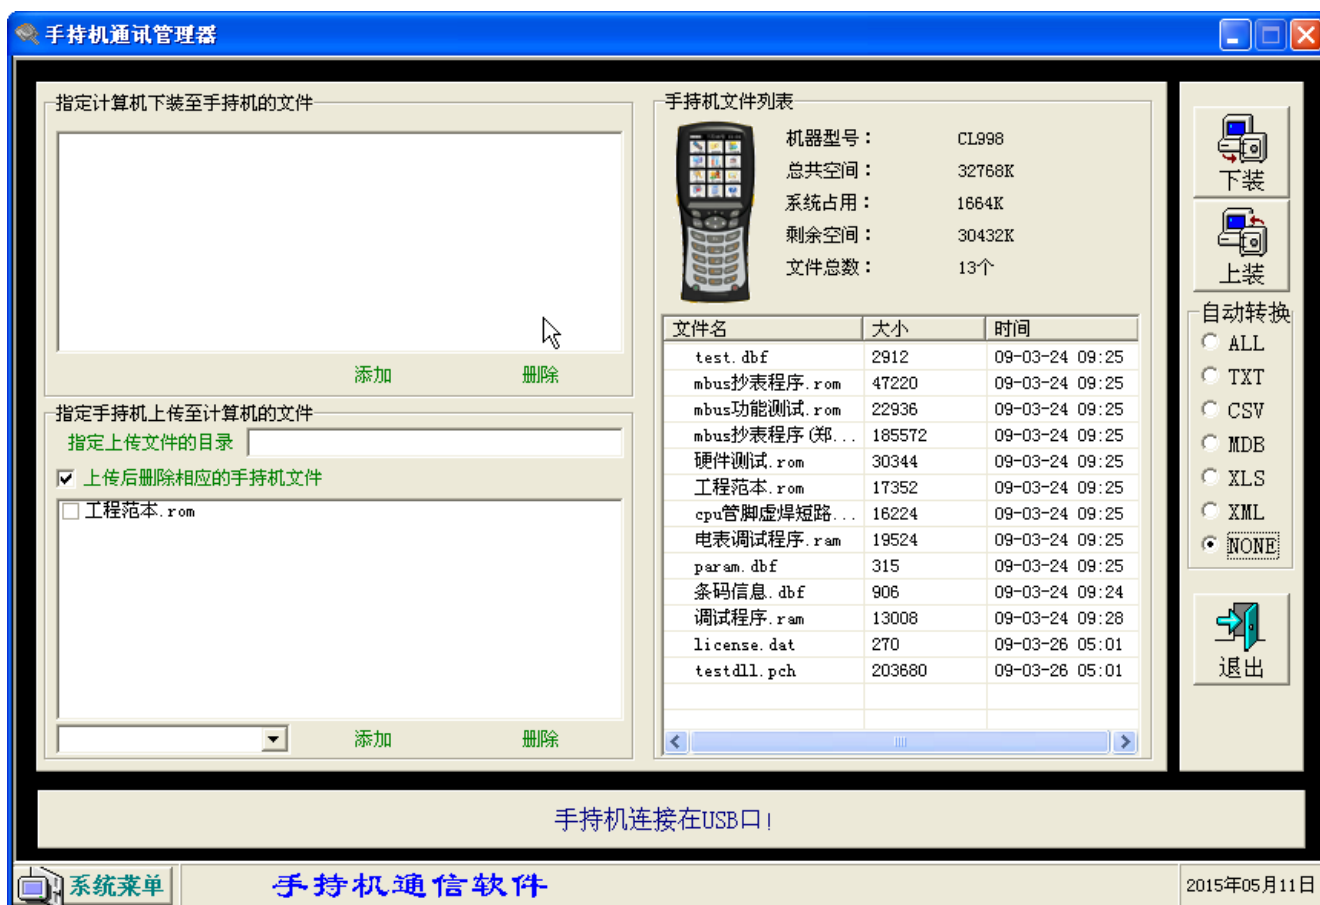 手持机通讯管理器
指定计算机下装至手持机的文件
添加 删除
指定手持机上传至计算机的文件
指定上传文件的目录
上传后删除相应的手持机文件
工程范本.rom
添加 删除
手持机文件列表
机器型号: CL998
总共空间: 32768K
系统占用: 1664K
剩余空间: 30432K
文件总数: 13个
文件名 大小 时间
test.dbf 2912 09-03-24 09:25
mbus抄表程序.rom 47220 09-03-24 09:25
mbus功能测试.rom 22936 09-03-24 09:25
mbus抄表程序(郑... 185572 09-03-24 09:25
硬件测试.rom 30344 09-03-24 09:25
工程范本.rom 17352 09-03-24 09:25
cpu管脚虚焊短路... 16224 09-03-24 09:25
电表调试程序.ram 19524 09-03-24 09:25
param.dbf 315 09-03-24 09:25
条码信息.dbf 906 09-03-24 09:24
调试程序.ram 13008 09-03-24 09:28
license.dat 270 09-03-26 05:01
testdll.pch 203680 09-03-26 05:01
下装
上装
自动转换
ALL
TXT
CSV
MDB
XLS
XML
NONE
退出
手持机连接在USB口!
系统菜单 手持机通信软件 2015年05月11日